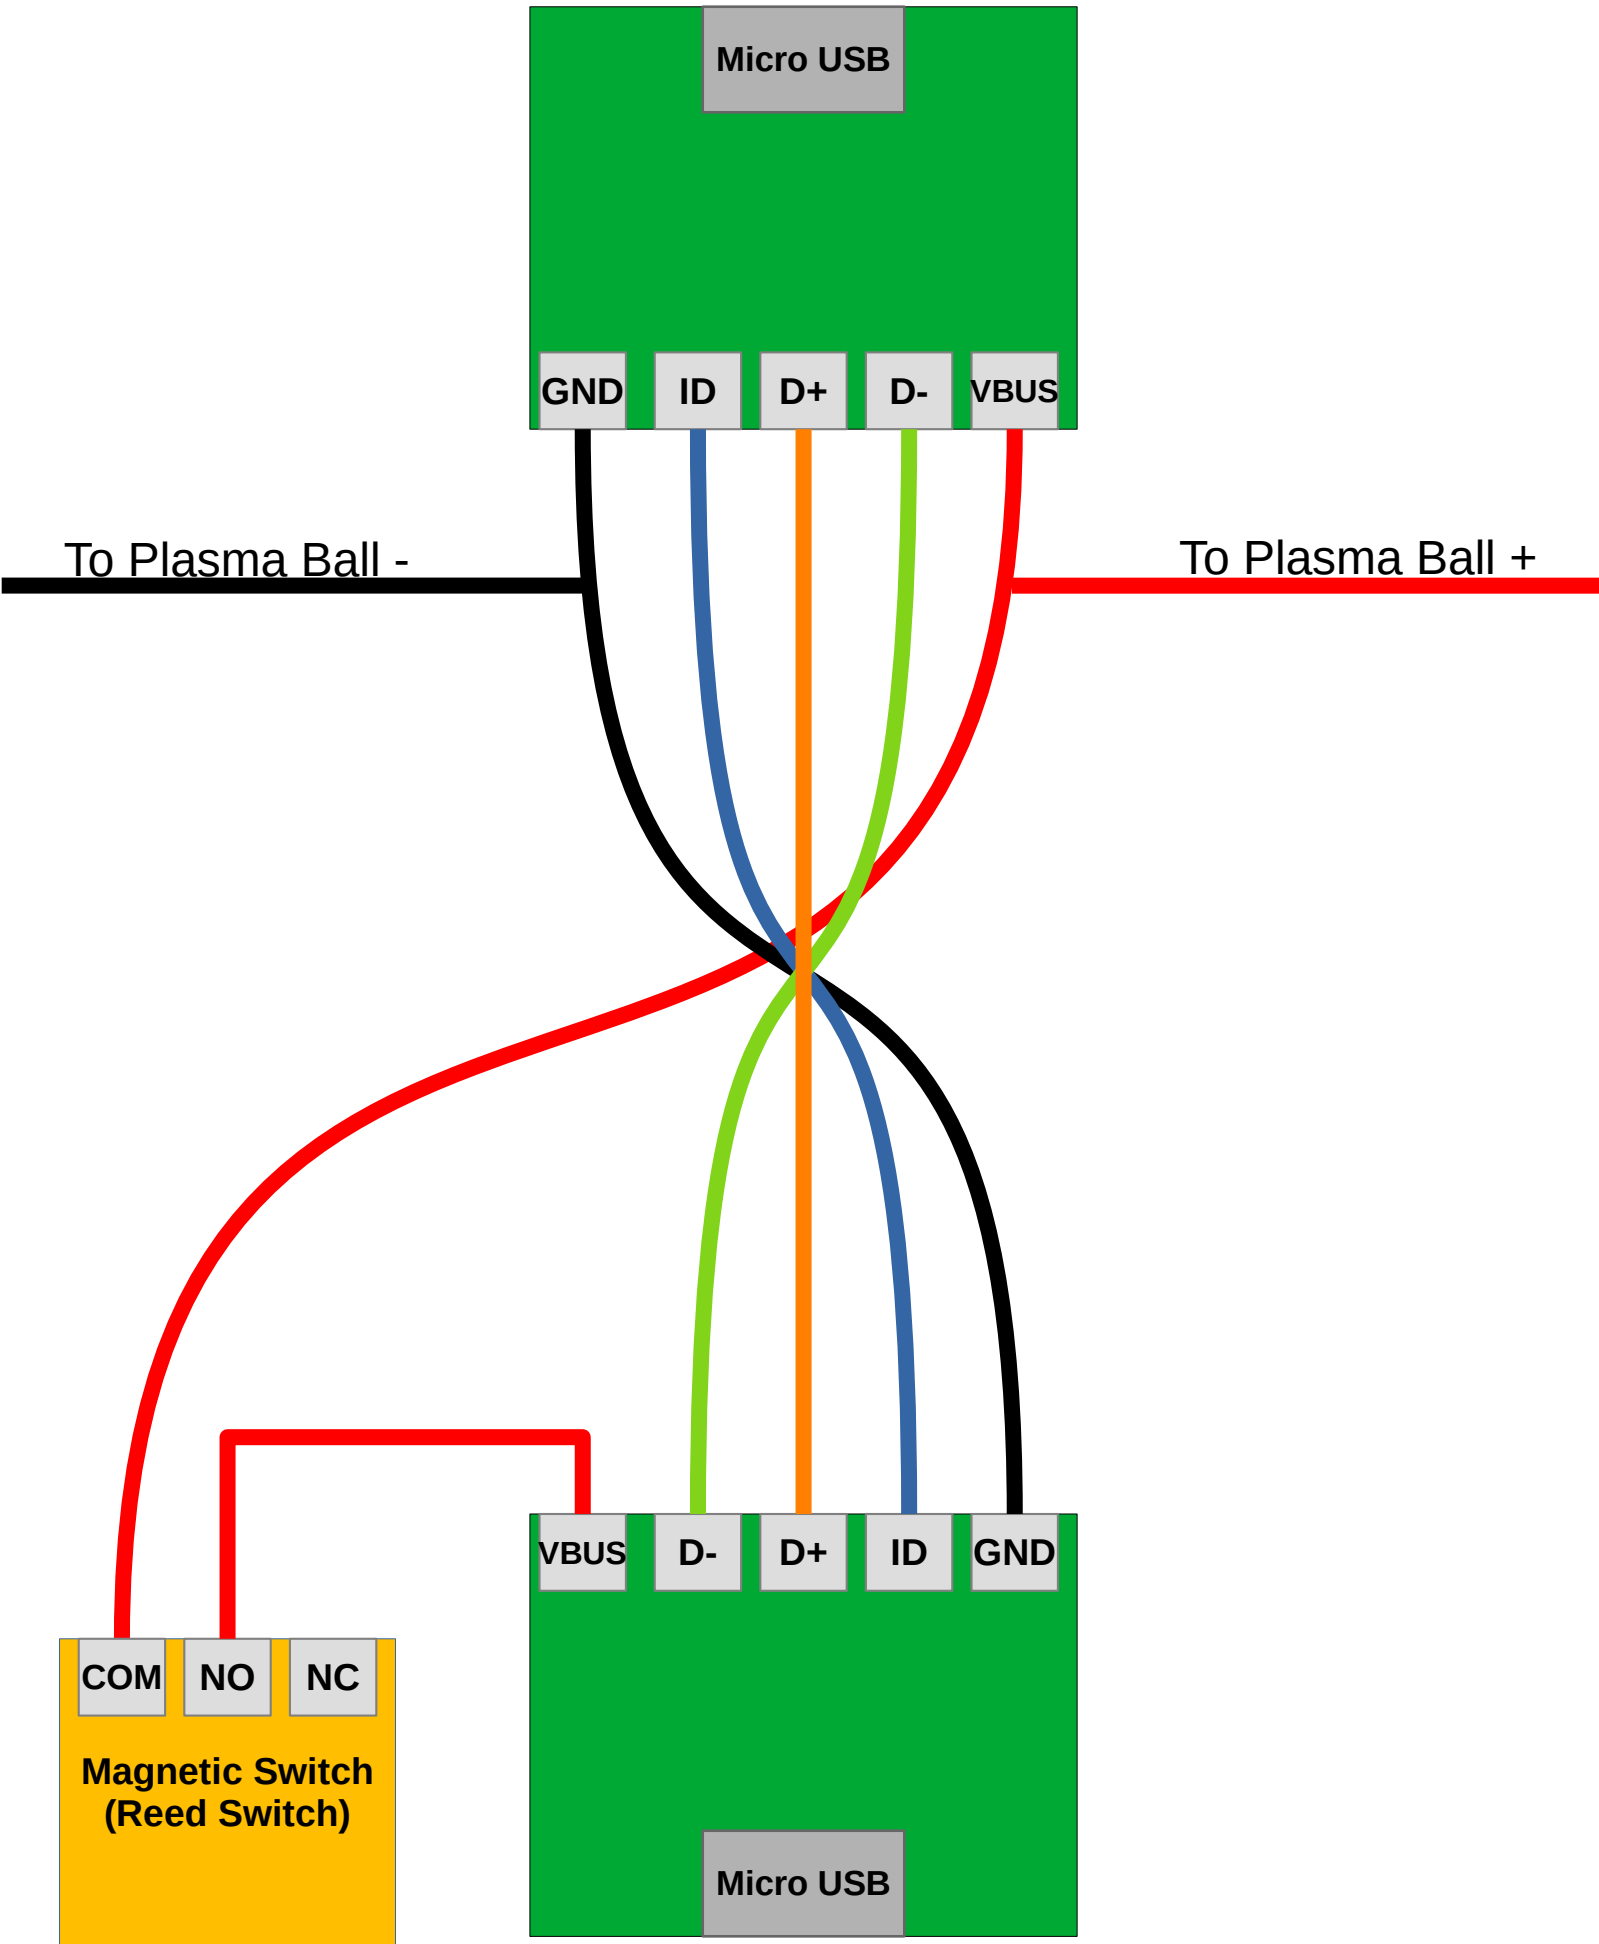 Micro USB
GND ID D+ D- VBUS
To Plasma Ball -
To Plasma Ball +
VBUS D- D+ ID GND
COM NO NC
Magnetic Switch
(Reed Switch)
Micro USB